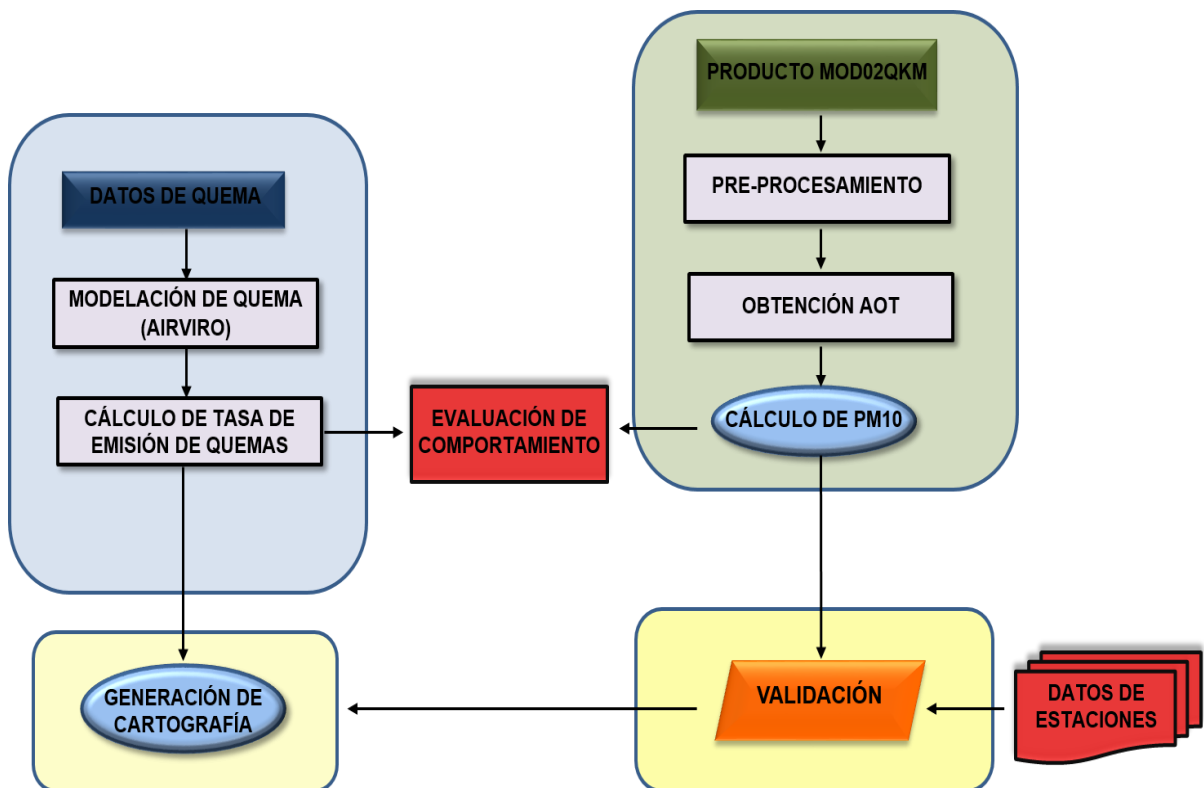 PRODUCTO MOD02QKM
PRE-PROCESAMIENTO
OBTENCIÓN AOT
CÁLCULO DE PM10
DATOS DE QUEMA
MODELACIÓN DE QUEMA
(AIRVIRO)
CÁLCULO DE TASA DE
EMISIÓN DE QUEMAS
EVALUACIÓN DE
COMPORTAMIENTO
GENERACIÓN DE
CARTOGRAFÍA
VALIDACIÓN
DATOS DE
ESTACIONES